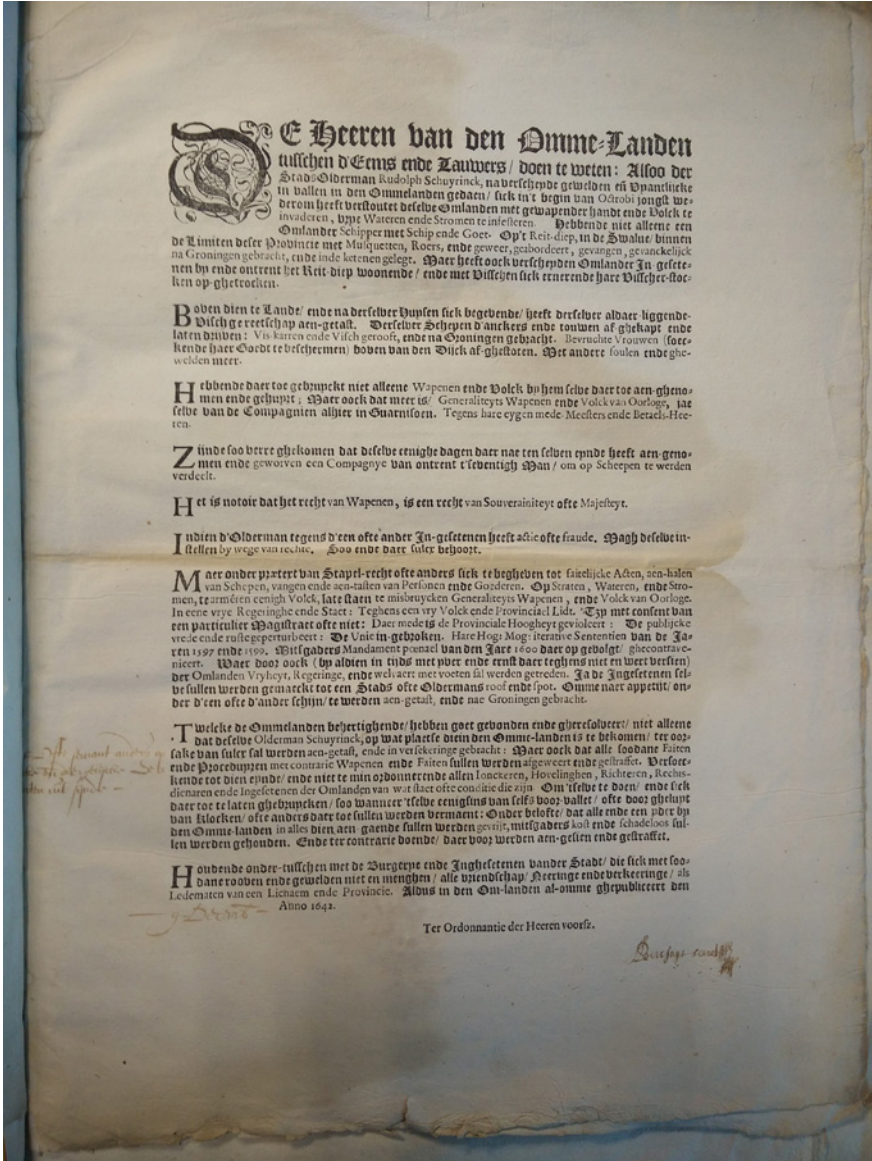 DE Heeren van den Omme-Landen
tusschen d'Eems ende Lauwers/ doen te weten: Alsoo der
Stads Olderman Rudolph Schuyrinck, na verscheyde gewelden eñ Vyantlijcke
in vallen in den Ommelanden gedaen/ sick in't begin van Octrobi jongst we-
derom heeft verstoutet deselve Omlanden met gewapender handt ende Volck te
invaderen, vrye Wateren ende Stromen te infesteren. Hebbende niet alleene een
Omlander Schipper met Schip ende Goet. Op't Reit-diep, in de Swalue/ binnen
de Limiten deser Provincie met Musquetten, Roers, ende geweer, geabordeert, gevangen, gevanckelijck
na Groningen gebracht, ende inde ketenen gelegt. Maer heeft oock verscheyden Omlander In-gesete-
nen by ende ontrent het Reit-diep woonende/ ende met Visschen sick ernerende hare Visscher-stoc-
ken op-ghetrocken.
Boven dien te Lande/ ende na derselver Huysen sick begevende/ heeft derselver aldaer-liggende-
Visch gereetschap aen-getast. Derselver Schepen d'anckers ende touwen af-ghekapt ende
laten driven: Vis-karren ende Visch gerooft, ende na Groningen gebracht. Bevruchte Vrouwen (soec-
kende haer Goedt te beschermen) boven van den Dijck af-ghestoten. Met andere foulen ende ghe-
welden meer.
Hebbende daer toe gebruyckt niet alleene Wapenen ende Volck by hem selve daer toe aen-gheno-
men ende gehuyrt; Maer oock dat meer is/ Generaliteyts Wapenen ende Volck van Oorloge, jae
selve van de Compagnien alhier in Guarnisoen. Tegens hare eygen mede-Meesters ende Betaels-Hee-
ren.
Zijnde soo verre ghekomen dat deselve eenighe dagen daer nae ten selven eynde heeft aen-geno-
men ende geworven een Compagnye van ontrent t'seventigh Man/ om op Scheepen te werden
verdeelt.
Het is notoir dat het recht van Wapenen, is een recht van Souverainiteyt ofte Majesteyt.
Indien d'Olderman tegens d'een ofte ander In-gesetenen heeft actie ofte fraude. Magh deselve in-
stellen by wege van rechte. Soo ende daer sulcx behoort.
Maer onder prætext van Stapel-recht ofte anders sick te begheven tot faitelijcke Acten, aen-halen
van Schepen, vangen ende aen-tasten van Personen ende Goederen. Op Straten, Wateren, ende Stro-
men, te armêren eenigh Volck, late staen te misbruycken Generaliteyts Wapenen, ende Volck van Oorloge.
In eene vrye Regeringhe ende Staet: Teghens een vry Volck ende Provinciael Lidt. 'Tzy met consent van
een particulier Magistraet ofte niet: Daer mede is de Provinciale Hoogheyt gevioleert: De publijcke
vrede ende ruste geperturbeert: De Unie in-gebroken. Hare Hog: Mog: iterative Sententien van de Ja-
ren 1597 ende 1599. Mitsgaders Mandament pœnael van den Jare 1600 daer op gevolgt/ ghecontrave-
nieert. Waer door oock (by aldien in tijds met yver ende ernst daer teghens niet en wert versien)
der Omlanden Vryheyt, Regeringe, ende welvaert met voeten sal werden getreden. Ja de Ingesetenen sel-
ve sullen werden gemaeckt tot een Stads ofte Oldermans roof ende spot. Omme naer appetijt/ on-
der d'een ofte d'ander schijn/ te werden aen-getast, ende nae Groningen gebracht.
'Twelcke de Ommelanden behertighende/ hebben goet gevonden ende gheresolveert/ niet alleene
dat deselve Olderman Schuyrinck, op wat plaetse die in den Omme-landen is te bekomen/ ter oor-
sake van sulcx sal werden aen-getast, ende in versekeringe gebracht: Maer oock dat alle soodane Faiten
ende Proceduyren met contrarie Wapenen ende Faiten sullen werden afgeweert ende gestraffet. Versoec-
kende tot dien eynde/ ende niet te min ordonnerende allen Ionckeren, Hovelinghen, Richteren, Rechts-
dienaren ende Ingesetenen der Omlanden van wat staet ofte conditie die zijn Om'tselve te doen/ ende sick
daer toe te laten ghebruycken/ soo wanneer 'tselve eenigsins van selfs voor-vallet/ ofte door gheluyt
van Klocken/ ofte anders daer toe sullen werden vermaent: Onder belofte/ dat alle ende een yder by
den Omme-landen in alles dien aen-gaende sullen werden gevrijt, mitsgaders kost ende schadeloos sul-
len werden gehouden. Ende ter contrarie doende/ daer voor werden aen-gesien ende gestraffet.
Houdende onder-tusschen met de Burgerye ende Inghesetenen vander Stadt/ die sick met soo-
dane rooven ende gewelden niet en menghen/ alle vriendschap/ Neeringe ende verkeeringe/ als
Ledematen van een Lichaem ende Provincie. Aldus in den Om-landen al-omme ghepubliceert den
Anno 1642.
Ter Ordonnantie der Heeren voorsz.